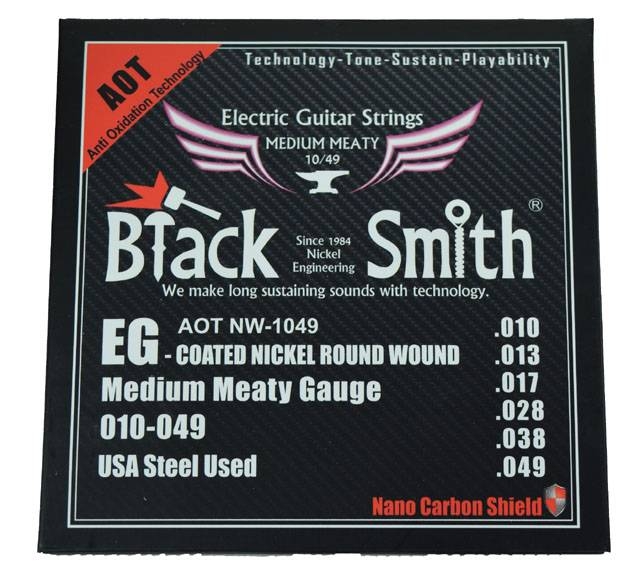 AOT
Anti Oxidation Technology
Technology-Tone-Sustain-Playability
Electric Guitar Strings
MEDIUM MEATY
10/49
Black Smith®
Since 1984
Nickel
Engineering
We make long sustaining sounds with technology.
EG AOT NW-1049
- COATED NICKEL ROUND WOUND
Medium Meaty Gauge
010-049
USA Steel Used
.010
.013
.017
.028
.038
.049
Nano Carbon Shield